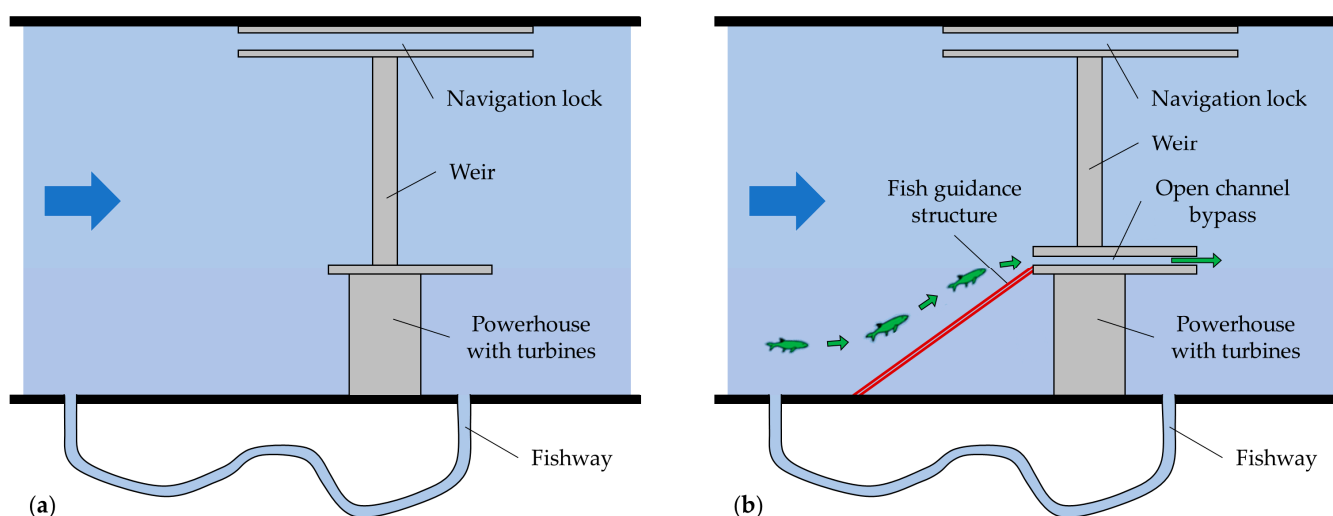 Navigation lock
Weir
Powerhouse
with turbines
Fishway
(a)
Navigation lock
Weir
Fish guidance
structure
Open channel
bypass
Powerhouse
with turbines
Fishway
(b)